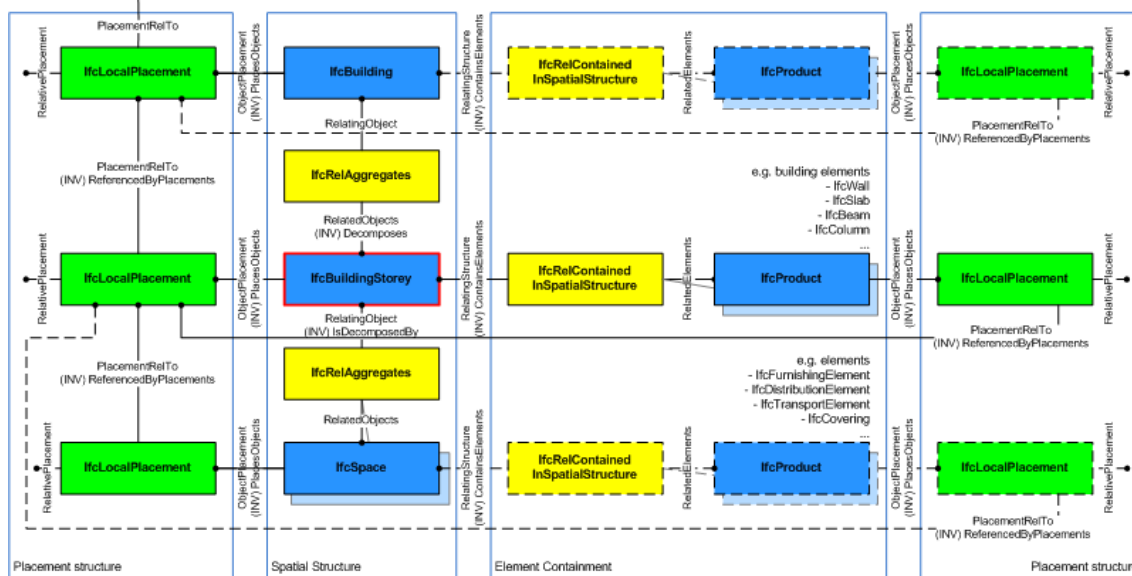 PlacementRelTo
RelativePlacement
IfcLocalPlacement
ObjectPlacement
(INV) PlacesObjects
IfcBuilding
RelatingStructure
(INV) ContainsElements
IfcRelContained
InSpatialStructure
RelatedElements
IfcProduct
ObjectPlacement
(INV) PlacesObjects
IfcLocalPlacement
RelativePlacement
RelatingObject
PlacementRelTo
(INV) ReferencedByPlacements
PlacementRelTo
(INV) ReferencedByPlacements
IfcRelAggregates
e.g. building elements
- IfcWall
- IfcSlab
- IfcBeam
- IfcColumn
...
RelatedObjects
(INV) Decomposes
RelativePlacement
IfcLocalPlacement
ObjectPlacement
(INV) PlacesObjects
IfcBuildingStorey
RelatingStructure
(INV) ContainsElements
IfcRelContained
InSpatialStructure
RelatedElements
IfcProduct
ObjectPlacement
(INV) PlacesObjects
IfcLocalPlacement
RelativePlacement
RelatingObject
(INV) IsDecomposedBy
PlacementRelTo
(INV) ReferencedByPlacements
PlacementRelTo
(INV) ReferencedByPlacements
IfcRelAggregates
e.g. elements
- IfcFurnishingElement
- IfcDistributionElement
- IfcTransportElement
- IfcCovering
...
RelatedObjects
RelativePlacement
IfcLocalPlacement
ObjectPlacement
(INV) PlacesObjects
IfcSpace
RelatingStructure
(INV) ContainsElements
IfcRelContained
InSpatialStructure
RelatedElements
IfcProduct
ObjectPlacement
(INV) PlacesObjects
IfcLocalPlacement
RelativePlacement
PlacementRelTo
(INV) ReferencedByPlacements
Placement structure
Spatial Structure
Element Containment
Placement structur